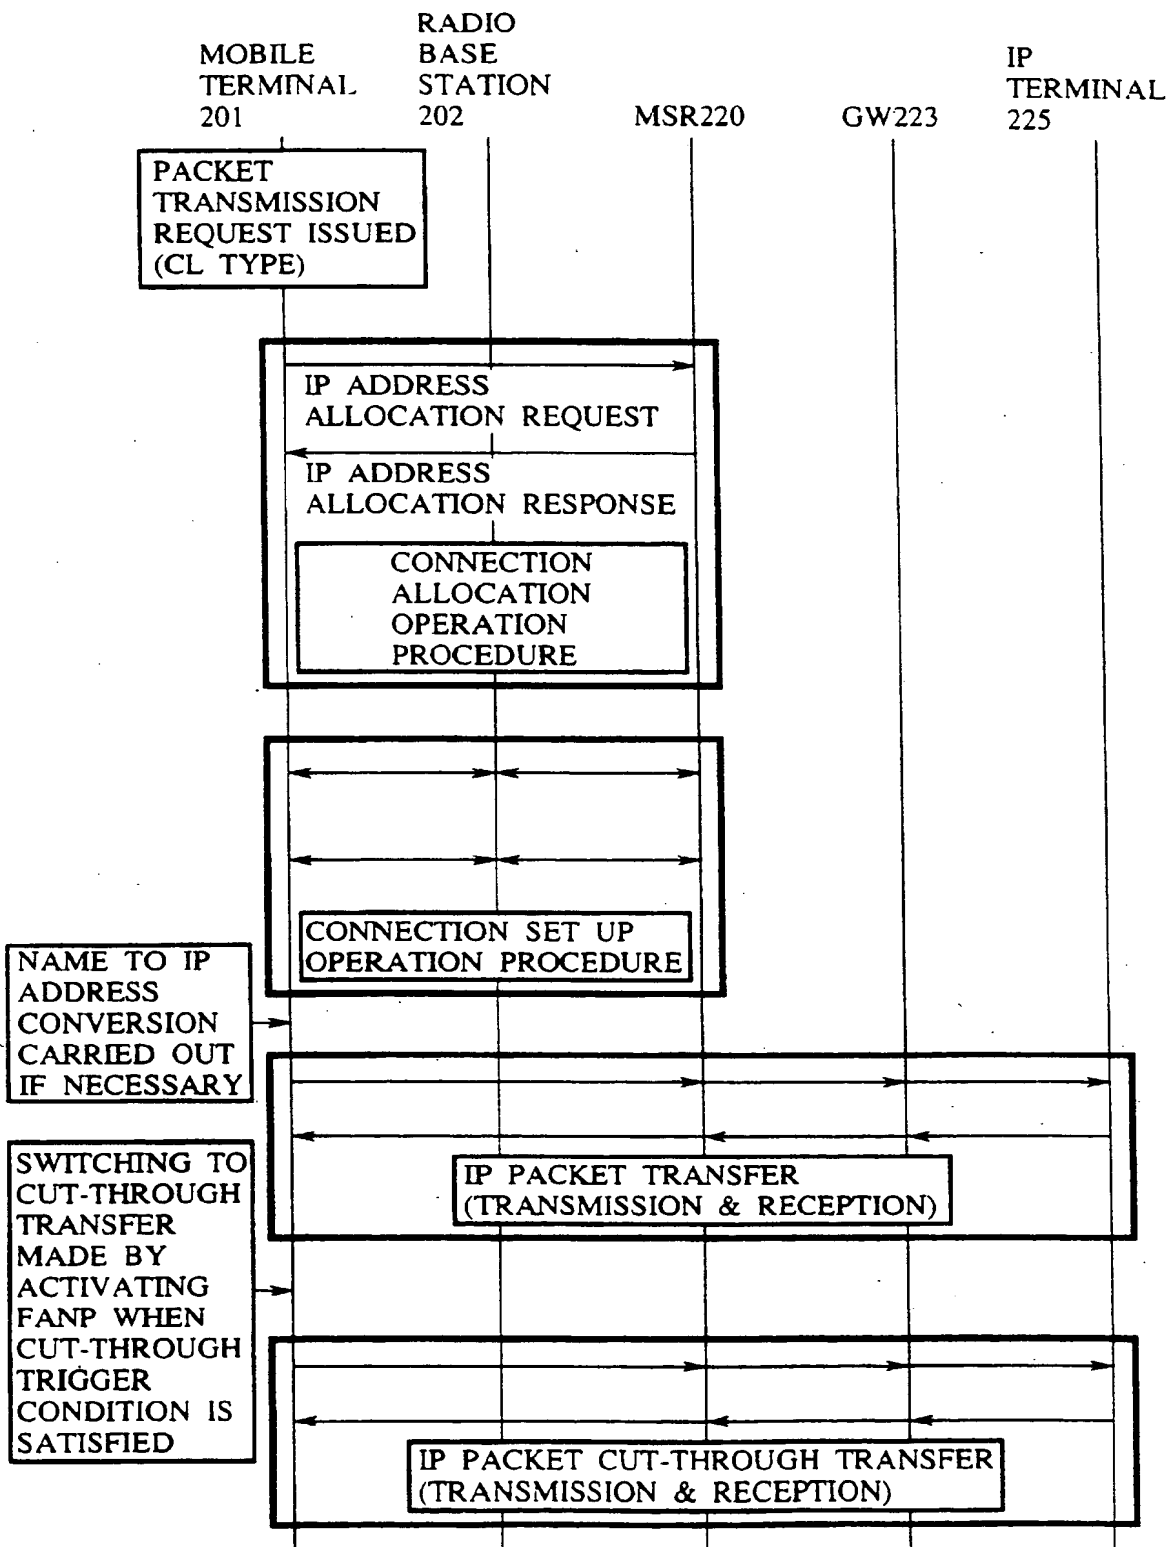 MOBILE
TERMINAL
201
RADIO
BASE
STATION
202
MSR220
GW223
IP
TERMINAL
225
PACKET
TRANSMISSION
REQUEST ISSUED
(CL TYPE)
IP ADDRESS
ALLOCATION REQUEST
IP ADDRESS
ALLOCATION RESPONSE
CONNECTION
ALLOCATION
OPERATION
PROCEDURE
CONNECTION SET UP
OPERATION PROCEDURE
NAME TO IP
ADDRESS
CONVERSION
CARRIED OUT
IF NECESSARY
IP PACKET TRANSFER
(TRANSMISSION & RECEPTION)
SWITCHING TO
CUT-THROUGH
TRANSFER
MADE BY
ACTIVATING
FANP WHEN
CUT-THROUGH
TRIGGER
CONDITION IS
SATISFIED
IP PACKET CUT-THROUGH TRANSFER
(TRANSMISSION & RECEPTION)